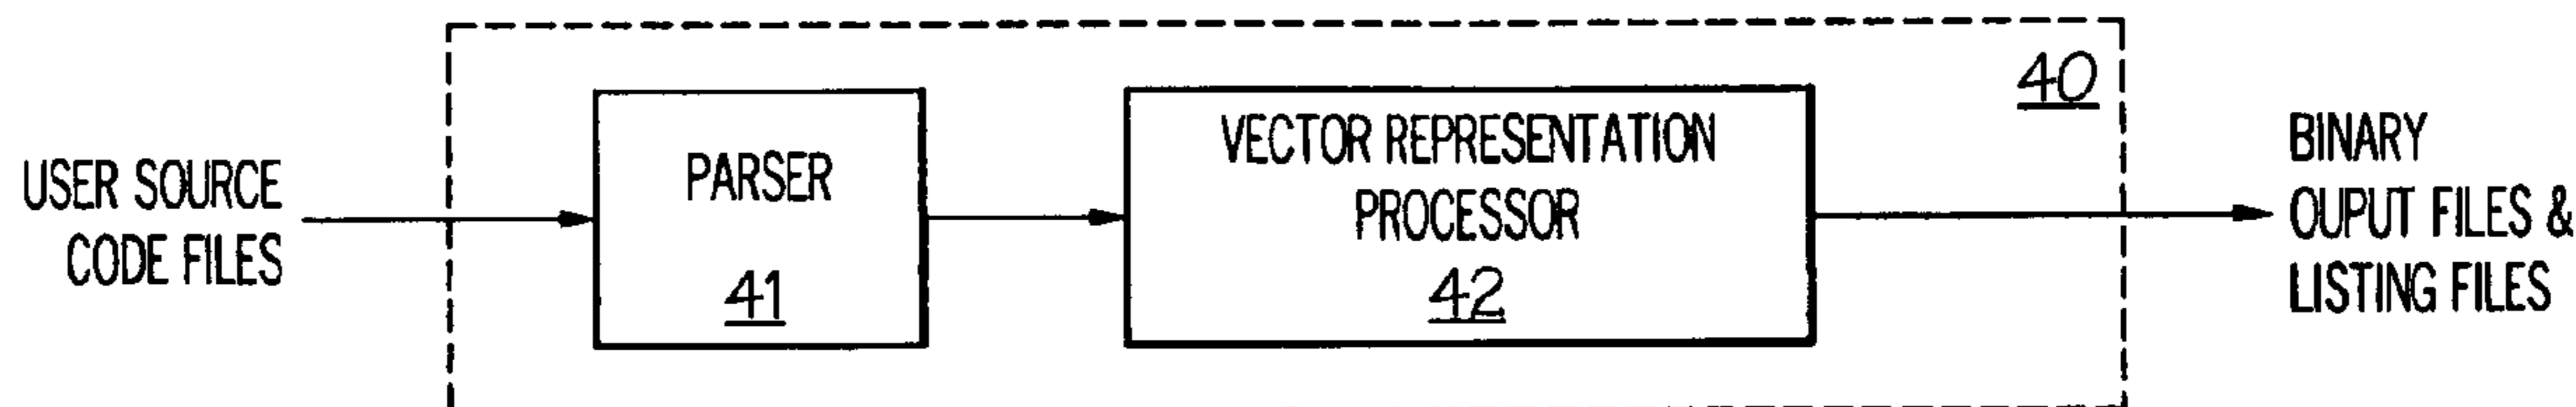 USER SOURCE
CODE FILES
PARSER
41
VECTOR REPRESENTATION
PROCESSOR
42
40
BINARY
OUPUT FILES &
LISTING FILES